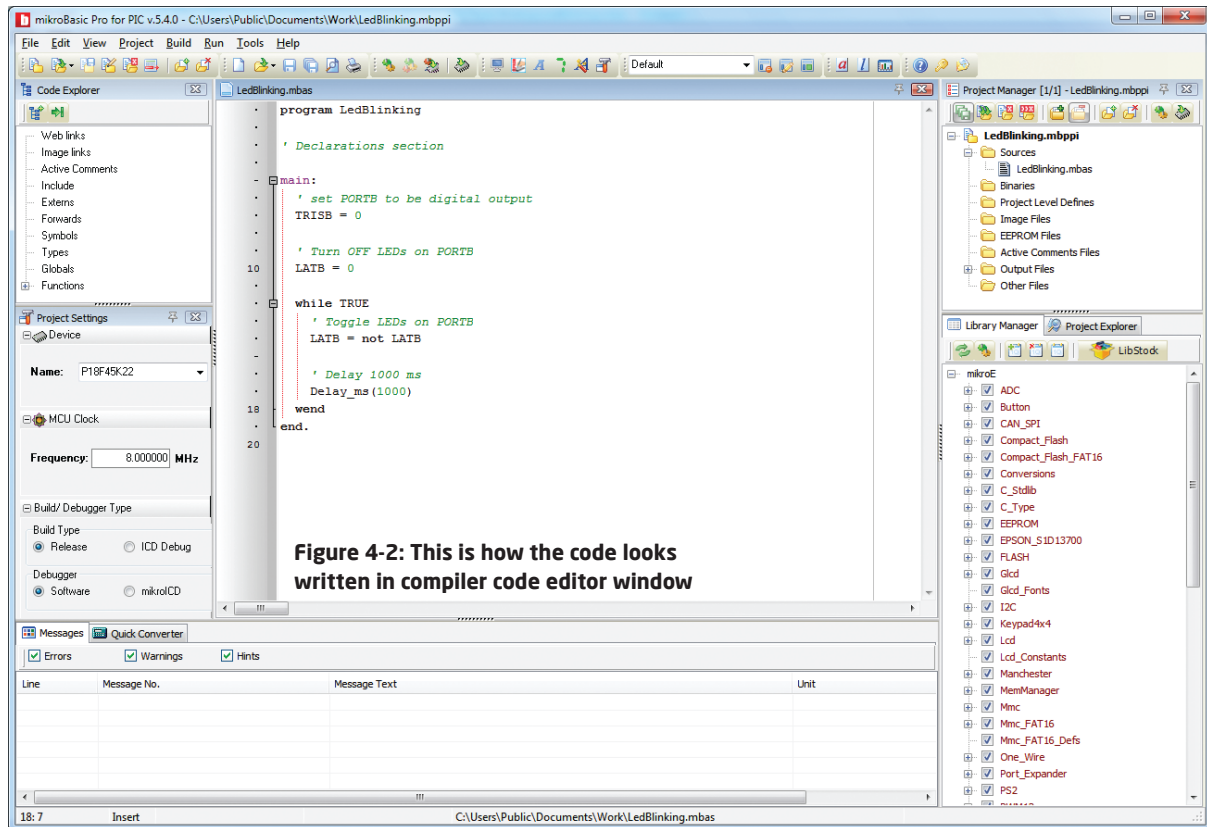 mikroBasic Pro for PIC v.5.4.0 - C:\Users\Public\Documents\Work\LedBlinking.mbppi
File Edit View Project Build Run Tools Help
Default
Code Explorer
Web links
Image links
Active Comments
Include
Externs
Forwards
Symbols
Types
Globals
Functions
Project Settings
Device
Name: P18F45K22
MCU Clock
Frequency: 8.000000 MHz
Build/ Debugger Type
Build Type
Release ICD Debug
Debugger
Software mikroICD
LedBlinking.mbas
program LedBlinking
' Declarations section
main:
' set PORTB to be digital output
TRISB = 0
' Turn OFF LEDs on PORTB
10 LATB = 0
while TRUE
' Toggle LEDs on PORTB
LATB = not LATB
' Delay 1000 ms
Delay_ms(1000)
18 wend
end.
20
Figure 4-2: This is how the code looks
written in compiler code editor window
Project Manager [1/1] - LedBlinking.mbppi
LedBlinking.mbppi
Sources
LedBlinking.mbas
Binaries
Project Level Defines
Image Files
EEPROM Files
Active Comments Files
Output Files
Other Files
Library Manager Project Explorer
LibStock
mikroE
ADC
Button
CAN_SPI
Compact_Flash
Compact_Flash_FAT16
Conversions
C_Stdlib
C_Type
EEPROM
EPSON_S1D13700
FLASH
Glcd
Glcd_Fonts
I2C
Keypad4x4
Lcd
Lcd_Constants
Manchester
MemManager
Mmc
Mmc_FAT16
Mmc_FAT16_Defs
One_Wire
Port_Expander
PS2
Messages Quick Converter
Errors Warnings Hints
Line Message No. Message Text Unit
18: 7 Insert C:\Users\Public\Documents\Work\LedBlinking.mbas